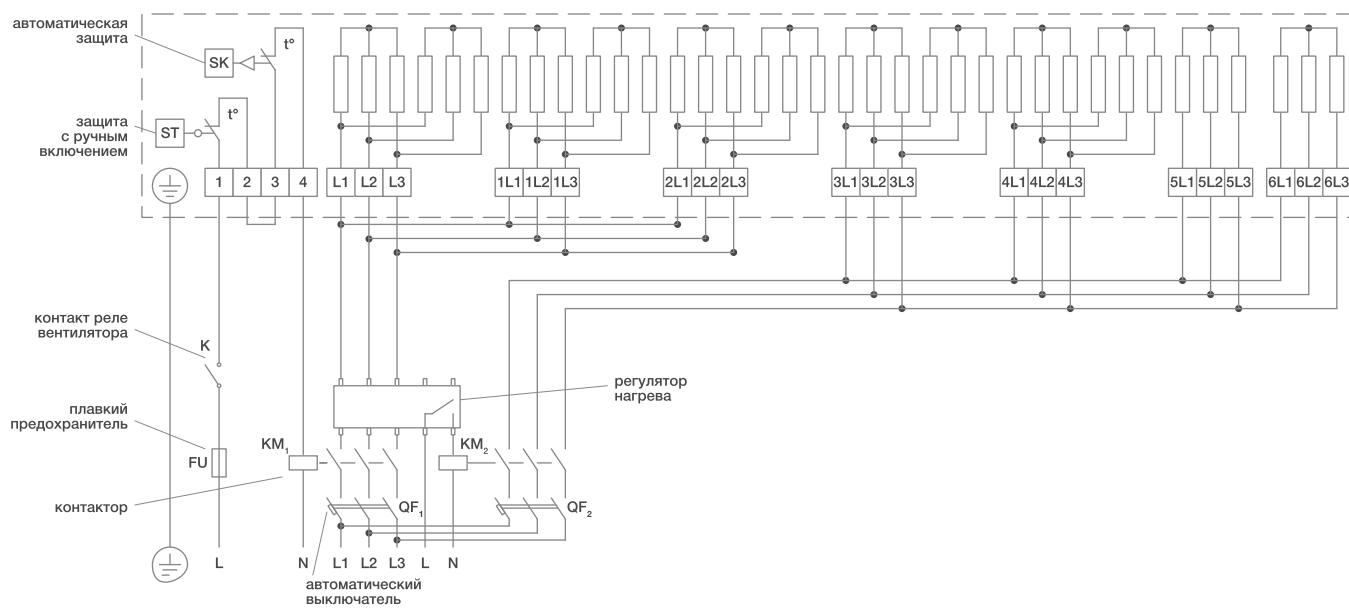 автоматическая
защита
SK
t°
защита
с ручным
включением
ST
t°
1 2 3 4 L1 L2 L3 1L1 1L2 1L3 2L1 2L2 2L3 3L1 3L2 3L3 4L1 4L2 4L3 5L1 5L2 5L3 6L1 6L2 6L3
контакт реле
вентилятора
K
регулятор
нагрева
плавкий
предохранитель
FU
KM1
KM2
контактор
QF1
QF2
L N L1 L2 L3 L N
автоматический
выключатель